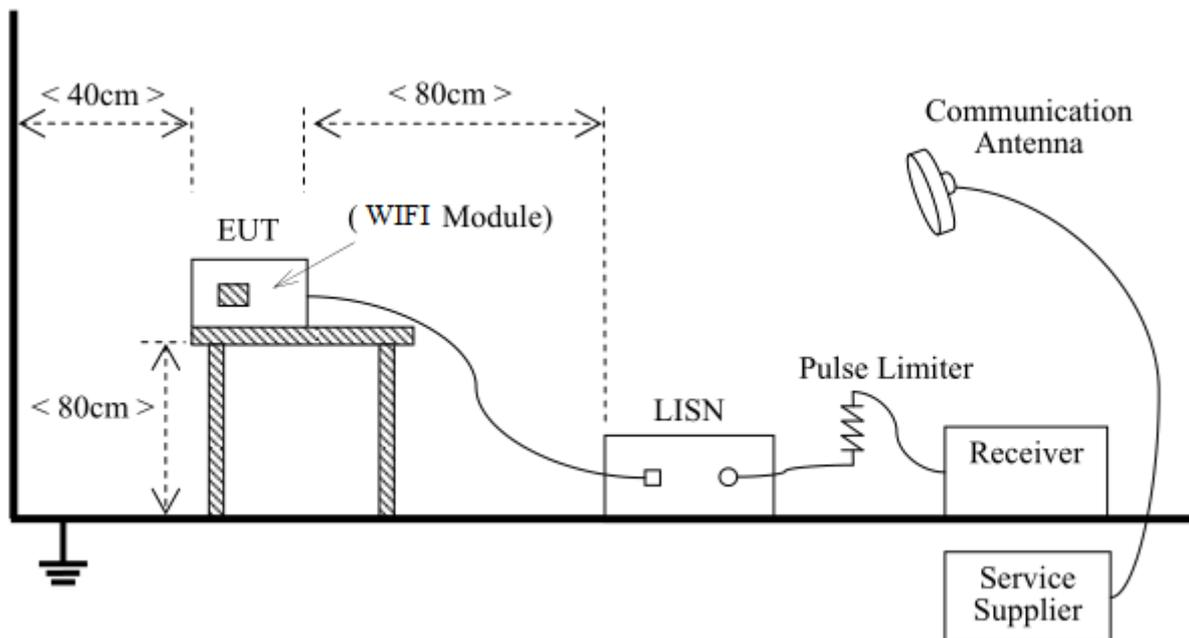 < 40cm >
< 80cm >
Communication
Antenna
( WIFI Module)
EUT
< 80cm >
Pulse Limiter
LISN
Receiver
Service
Supplier